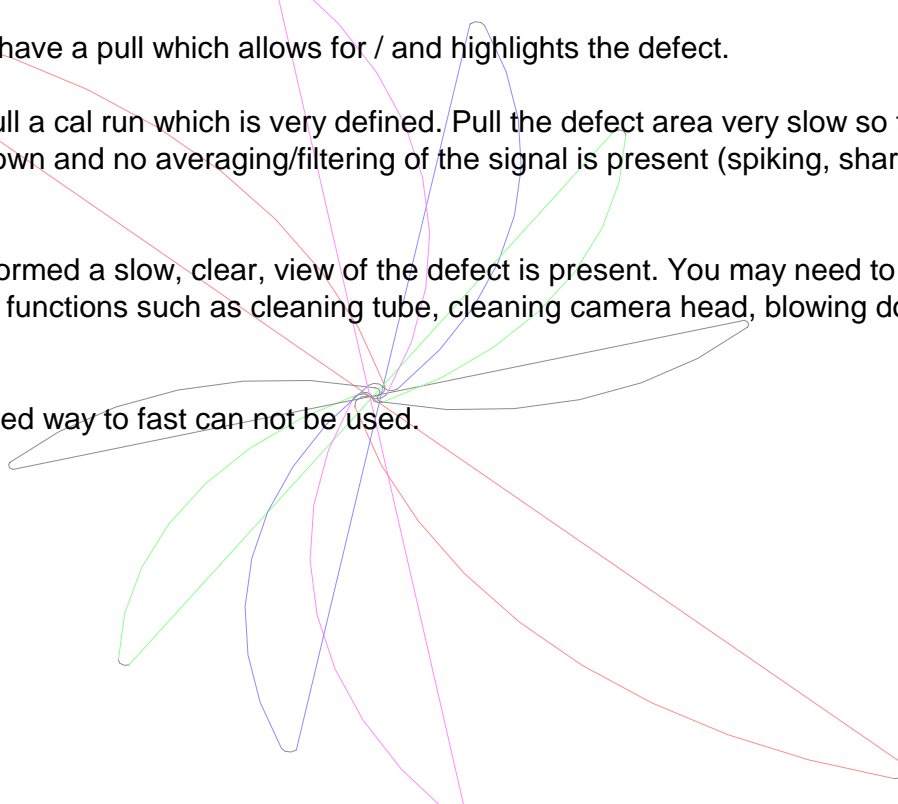 have a pull which allows for / and highlights the defect.
ull a cal run which is very defined. Pull the defect area very slow so
own and no averaging/filtering of the signal is present (spiking, shar
ormed a slow, clear, view of the defect is present. You may need to
functions such as cleaning tube, cleaning camera head, blowing do
ed way to fast can not be used.